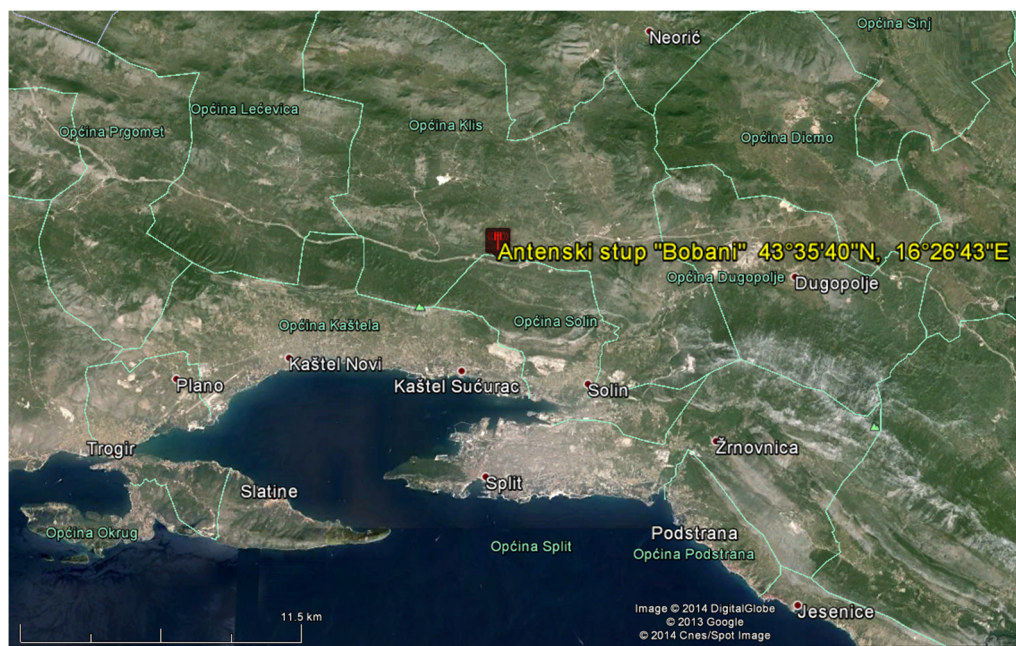 Općina Sinj
Neorić
Općina Lečevica
Općina Klis
Općina Prgomet
Općina Dicmo
Antenski stup "Bobani" 43°35'40"N, 16°26'43"E
Općina Dugopolje
Dugopolje
Općina Kaštela
Općina Solin
Kaštel Novi
Plano
Kaštel Sućurac
Solin
Trogir
Žrnovnica
Split
Slatine
Općina Okrug
Podstrana
Općina Split
Općina Podstrana
Jesenice
11.5 km
Image © 2014 DigitalGlobe
© 2013 Google
© 2014 Cnes/Spot Image